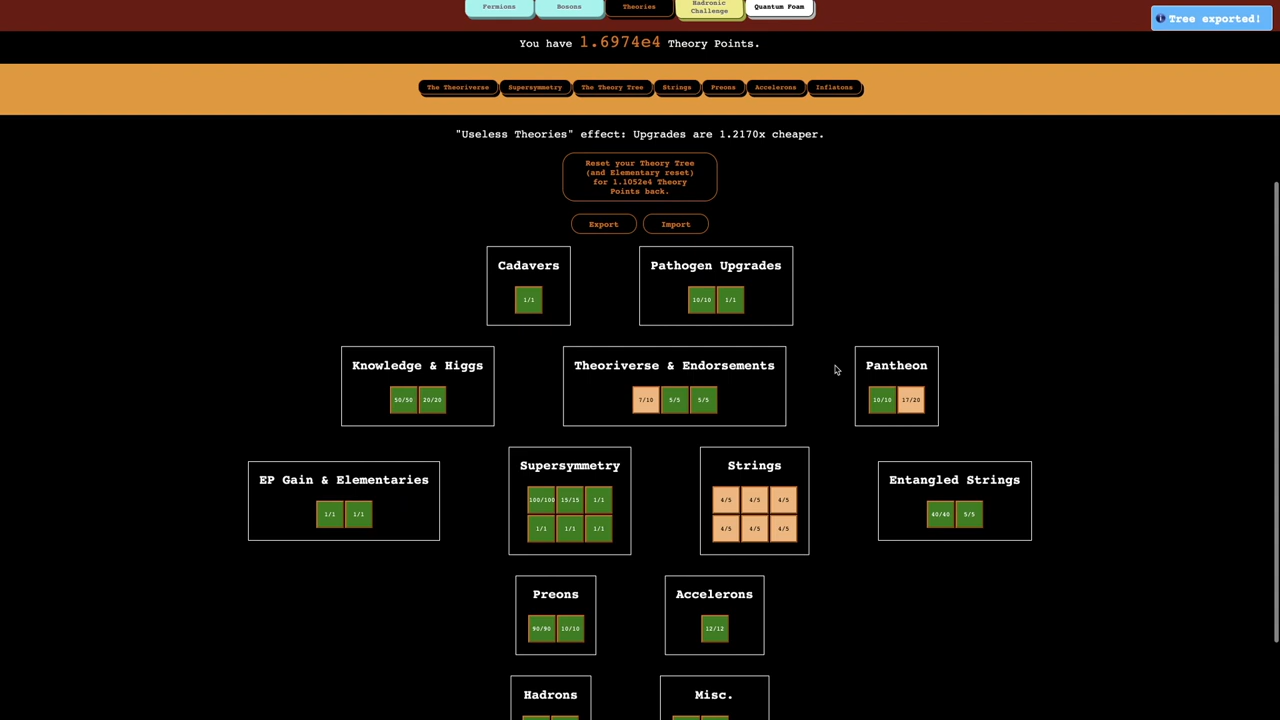 Fermions
Bosons
Theories
Hadronic
Challenge
Quantum Foam
Tree exported!
You have 1.6974e4 Theory Points.
The Theoriverse
Supersymmetry
The Theory Tree
Strings
Preons
Accelerons
Inflatons
"Useless Theories" effect: Upgrades are 1.2170x cheaper.
Reset your Theory Tree
(and Elementary reset)
for 1.1052e4 Theory
Points back.
Export
Import
Cadavers
1/1
Pathogen Upgrades
10/10 1/1
Knowledge & Higgs
50/50 20/20
Theoriverse & Endorsements
7/10 5/5 5/5
Pantheon
10/10 17/20
EP Gain & Elementaries
1/1 1/1
Supersymmetry
100/100 15/15 1/1
1/1 1/1 1/1
Strings
4/5 4/5 4/5
4/5 4/5 4/5
Entangled Strings
40/40 5/5
Preons
90/90 10/10
Accelerons
12/12
Hadrons
Misc.